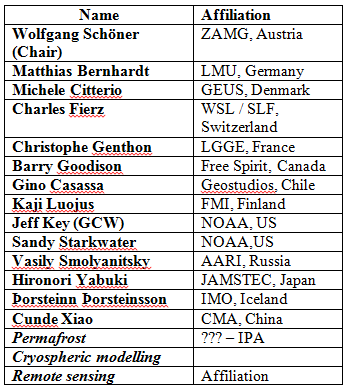 Name Affiliation
Wolfgang Schöner ZAMG, Austria
(Chair)
Matthias Bernhardt LMU, Germany
Michele Citterio GEUS, Denmark
Charles Fierz WSL / SLF,
Switzerland
Christophe Genthon LGGE, France
Barry Goodison Free Spirit, Canada
Gino Casassa Geostudios, Chile
Kaji Luojus FMI, Finland
Jeff Key (GCW) NOAA, US
Sandy Starkwater NOAA,US
Vasily Smolyanitsky AARI, Russia
Hironori Yabuki JAMSTEC, Japan
Þorsteinn Þorsteinsson IMO, Iceland
Cunde Xiao CMA, China
Permafrost ??? – IPA
Cryospheric modelling
Remote sensing Affiliation